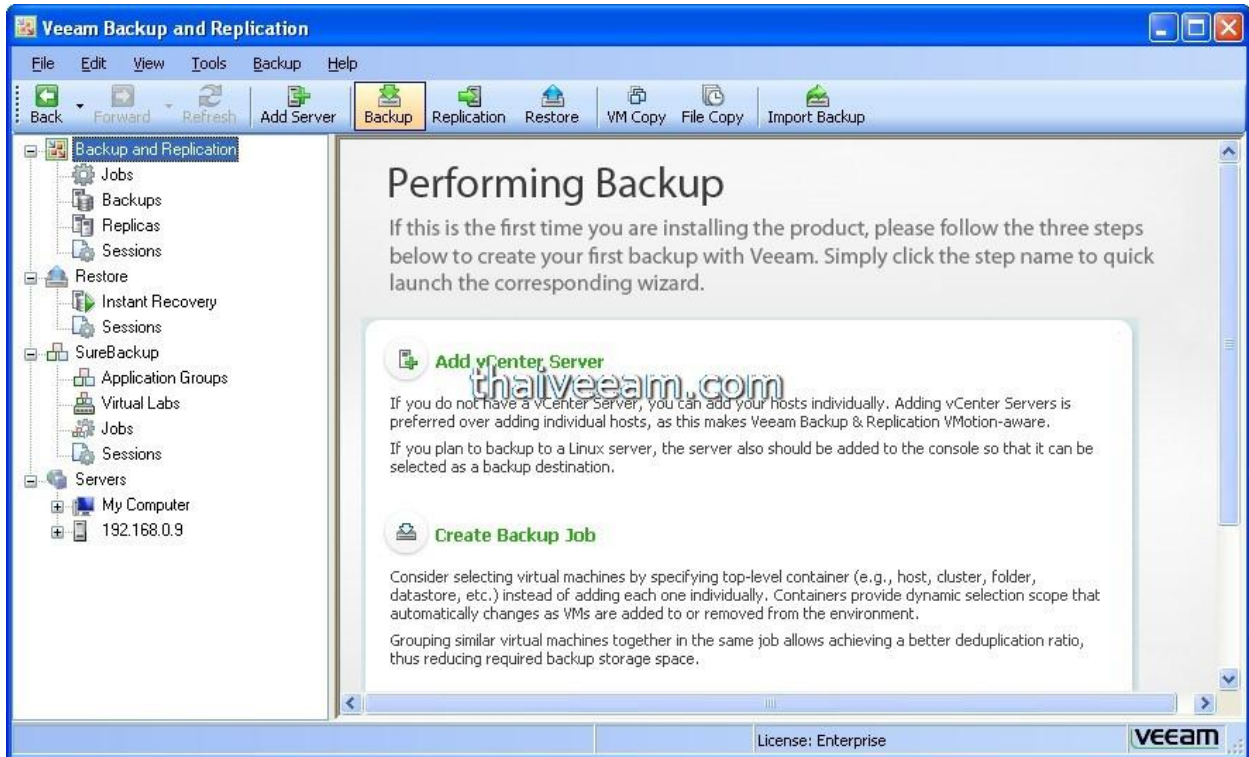 Veeam Backup and Replication
File Edit View Tools Backup Help
Back Forward Refresh Add Server Backup Replication Restore VM Copy File Copy Import Backup
Backup and Replication
Jobs
Backups
Replicas
Sessions
Restore
Instant Recovery
Sessions
SureBackup
Application Groups
Virtual Labs
Jobs
Sessions
Servers
My Computer
192.168.0.9
Performing Backup
If this is the first time you are installing the product, please follow the three steps
below to create your first backup with Veeam. Simply click the step name to quick
launch the corresponding wizard.
Add vCenter Server
thaiveeam.com
If you do not have a vCenter Server, you can add your hosts individually. Adding vCenter Servers is
preferred over adding individual hosts, as this makes Veeam Backup & Replication VMotion-aware.
If you plan to backup to a Linux server, the server also should be added to the console so that it can be
selected as a backup destination.
Create Backup Job
Consider selecting virtual machines by specifying top-level container (e.g., host, cluster, folder,
datastore, etc.) instead of adding each one individually. Containers provide dynamic selection scope that
automatically changes as VMs are added to or removed from the environment.
Grouping similar virtual machines together in the same job allows achieving a better deduplication ratio,
thus reducing required backup storage space.
License: Enterprise
veeam